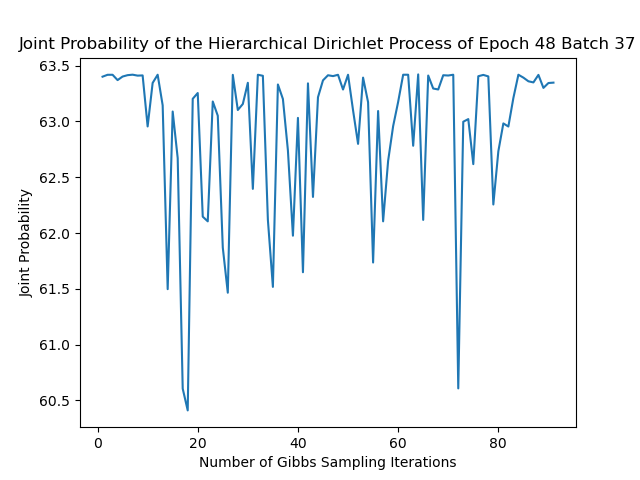 Joint Probability of the Hierarchical Dirichlet Process of Epoch 48 Batch 37
63.5
63.0
62.5
62.0
61.5
61.0
60.5
Joint Probability
0 20 40 60 80
Number of Gibbs Sampling Iterations